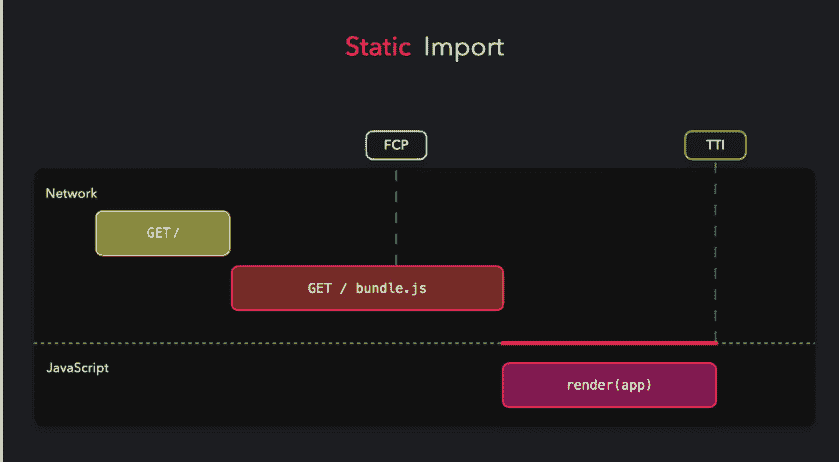 Static Import
FCP
TTI
Network
GET /
GET / bundle.js
JavaScript
render(app)